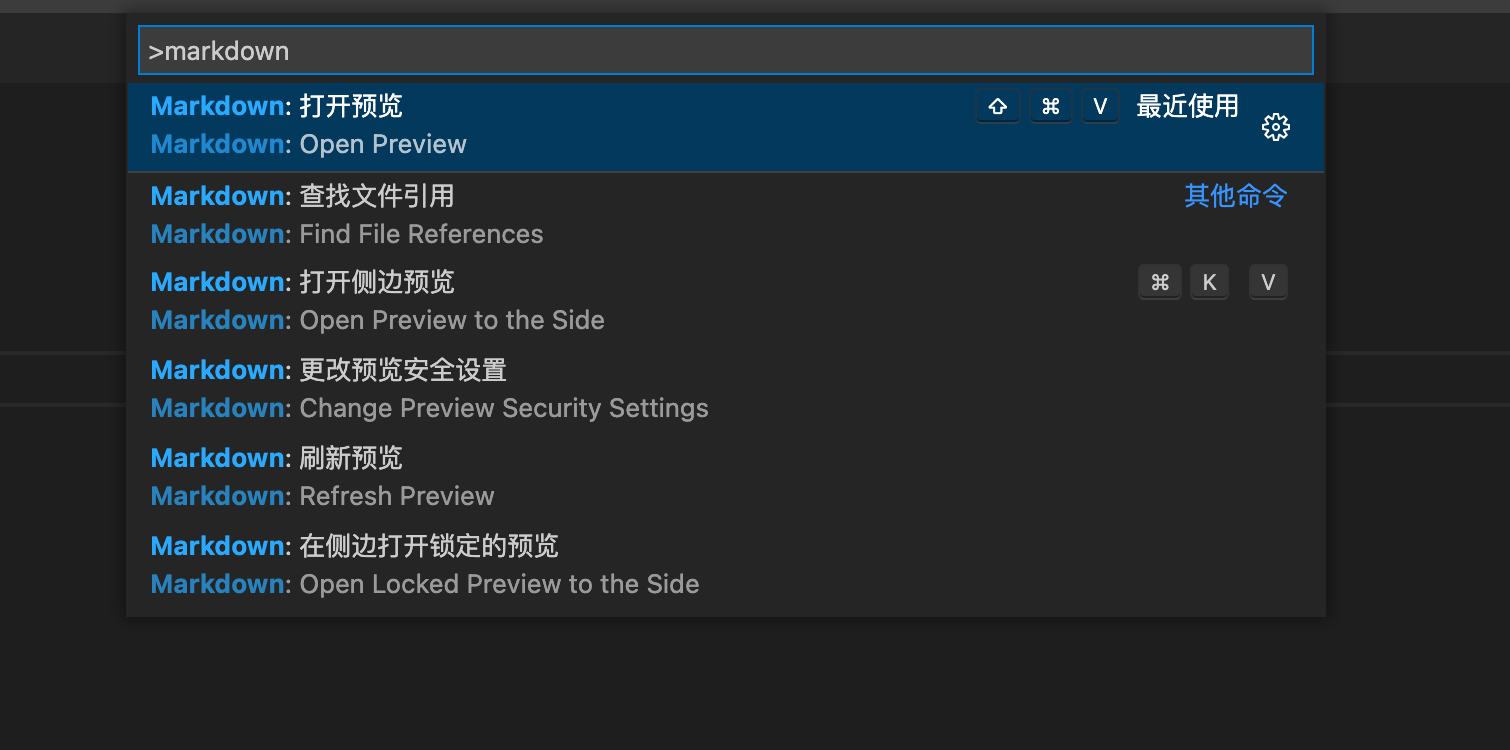 >markdown
Markdown: 打开预览 ⇧ ⌘ V 最近使用
Markdown: Open Preview
Markdown: 查找文件引用 其他命令
Markdown: Find File References
Markdown: 打开侧边预览 ⌘ K V
Markdown: Open Preview to the Side
Markdown: 更改预览安全设置
Markdown: Change Preview Security Settings
Markdown: 刷新预览
Markdown: Refresh Preview
Markdown: 在侧边打开锁定的预览
Markdown: Open Locked Preview to the Side